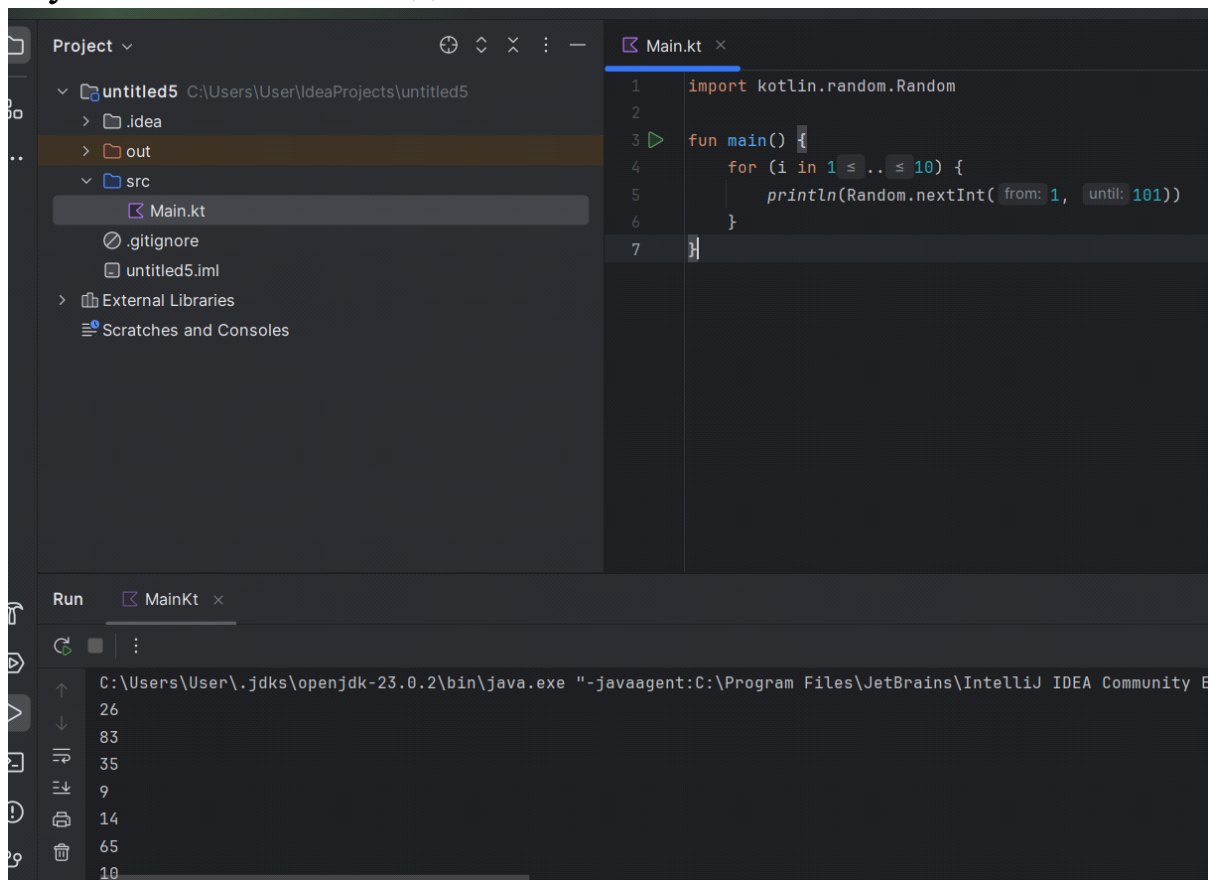 Project
untitled5 C:\Users\User\IdeaProjects\untitled5
.idea
out
src
Main.kt
.gitignore
untitled5.iml
External Libraries
Scratches and Consoles
Main.kt
1 import kotlin.random.Random
2
3 fun main() {
4 for (i in 1 ≤ .. ≤ 10) {
5 println(Random.nextInt( from: 1, until: 101))
6 }
7 }
Run MainKt
C:\Users\User\.jdks\openjdk-23.0.2\bin\java.exe "-javaagent:C:\Program Files\JetBrains\IntelliJ IDEA Community E
26
83
35
9
14
65
10